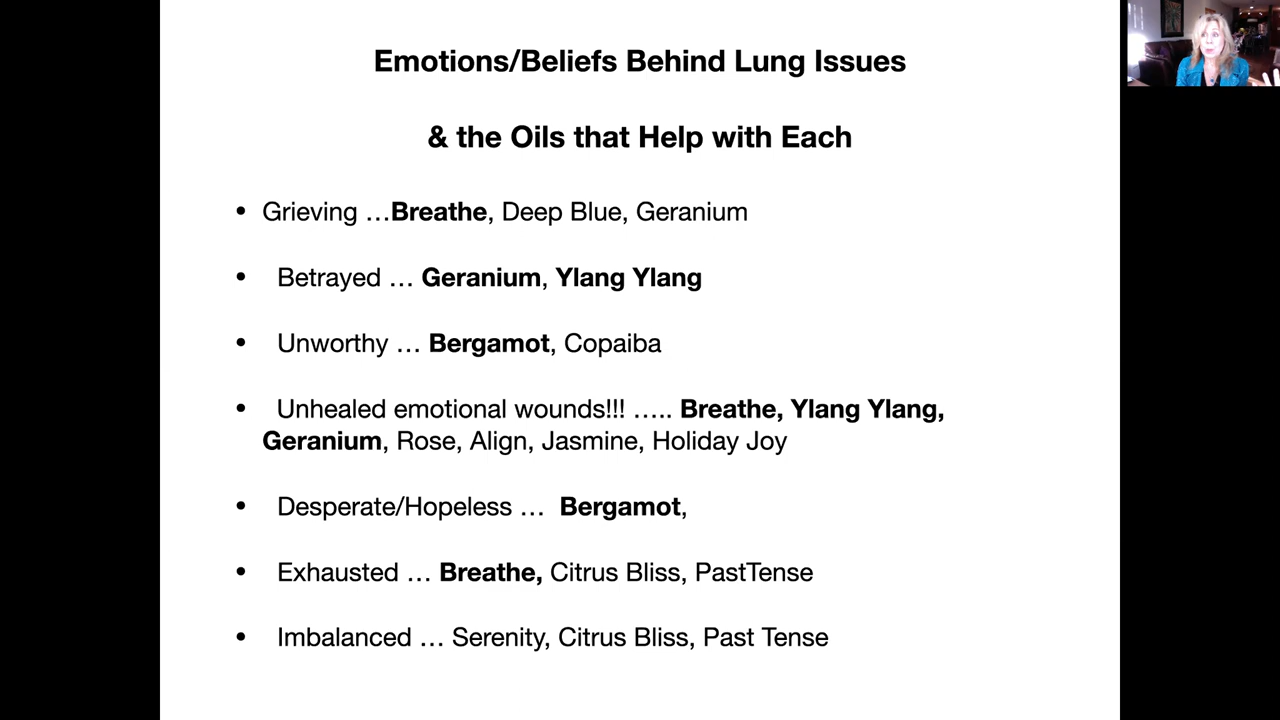 Emotions/Beliefs Behind Lung Issues
& the Oils that Help with Each
• Grieving …Breathe, Deep Blue, Geranium
• Betrayed … Geranium, Ylang Ylang
• Unworthy … Bergamot, Copaiba
• Unhealed emotional wounds!!! ….. Breathe, Ylang Ylang,
Geranium, Rose, Align, Jasmine, Holiday Joy
• Desperate/Hopeless … Bergamot,
• Exhausted … Breathe, Citrus Bliss, PastTense
• Imbalanced … Serenity, Citrus Bliss, Past Tense